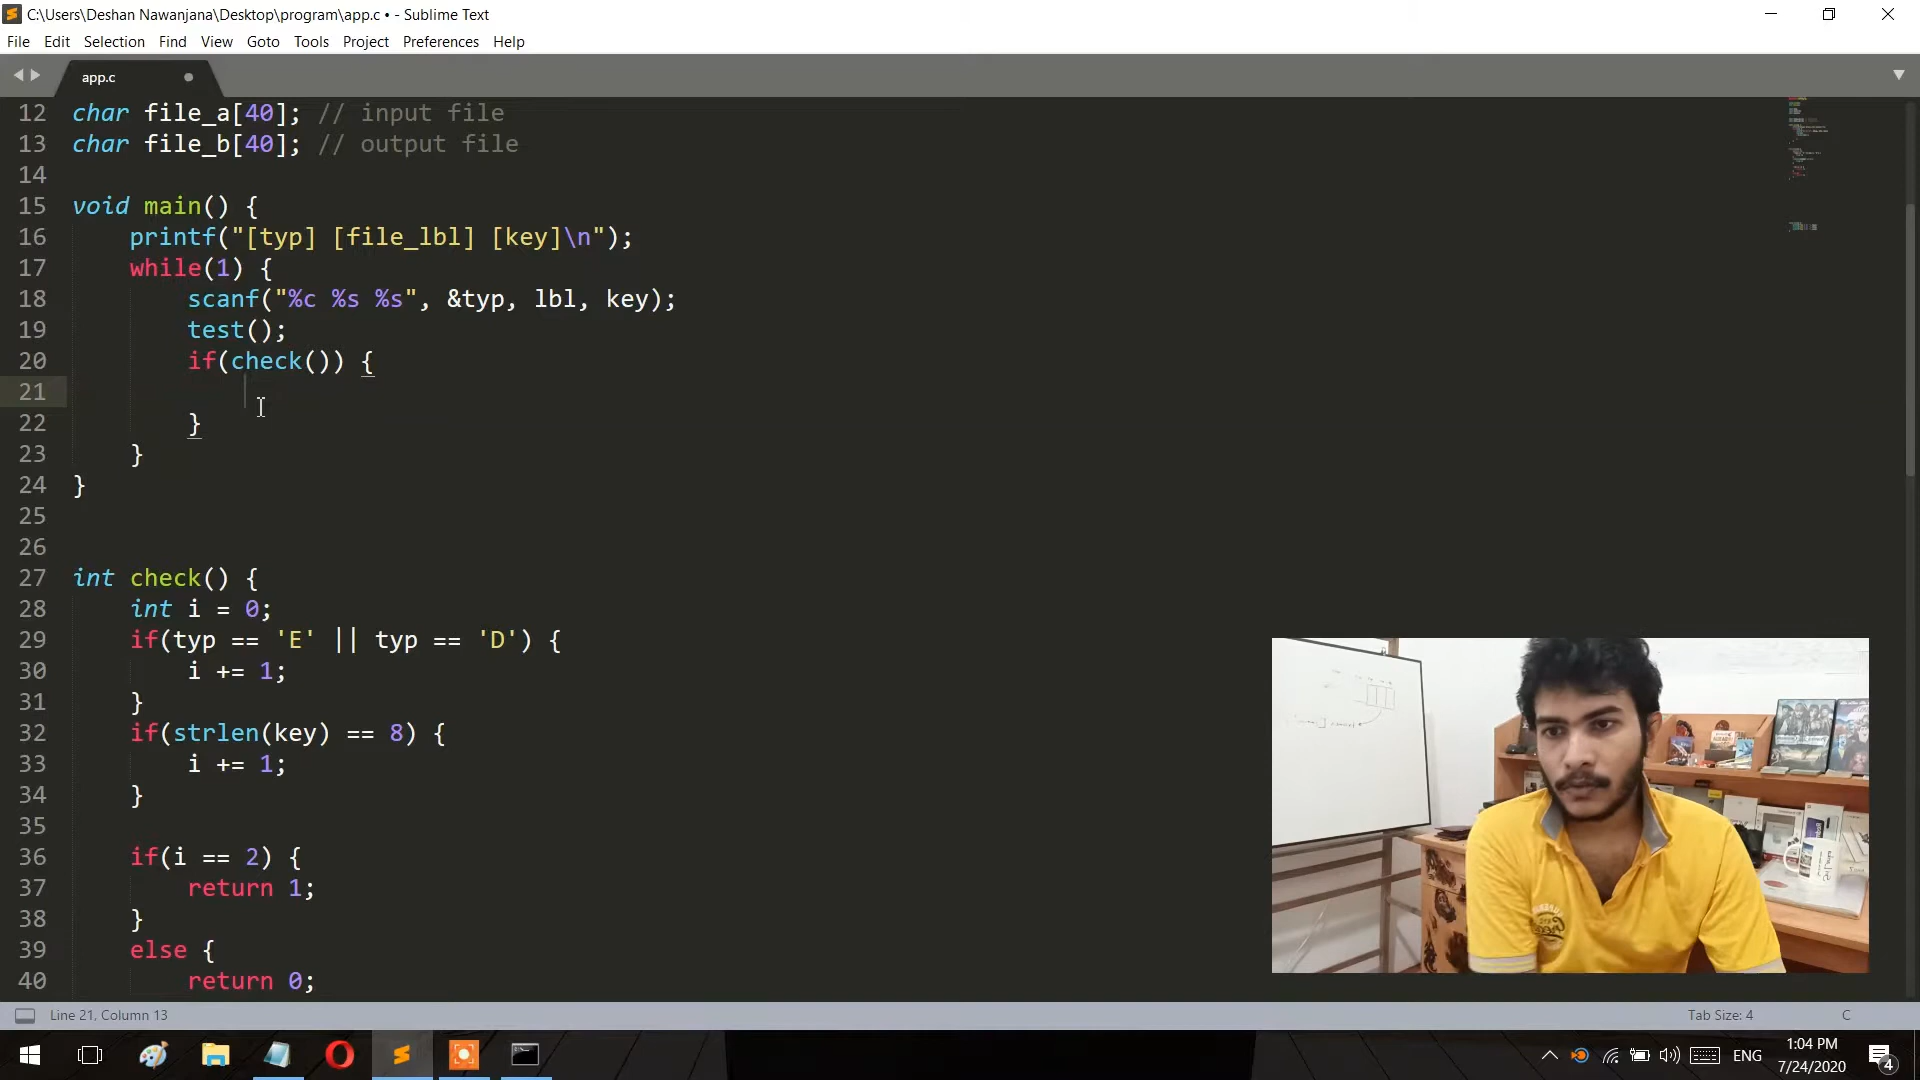 C:\Users\Deshan Nawanjana\Desktop\program\app.c • - Sublime Text
File Edit Selection Find View Goto Tools Project Preferences Help
app.c
12 char file_a[40]; // input file
13 char file_b[40]; // output file
14
15 void main() {
16 printf("[typ] [file_lbl] [key]\n");
17 while(1) {
18 scanf("%c %s %s", &typ, lbl, key);
19 test();
20 if(check()) {
21
22 }
23 }
24 }
25
26
27 int check() {
28 int i = 0;
29 if(typ == 'E' || typ == 'D') {
30 i += 1;
31 }
32 if(strlen(key) == 8) {
33 i += 1;
34 }
35
36 if(i == 2) {
37 return 1;
38 }
39 else {
40 return 0;
Line 21, Column 13
Tab Size: 4
C
ENG
1:04 PM
7/24/2020
4